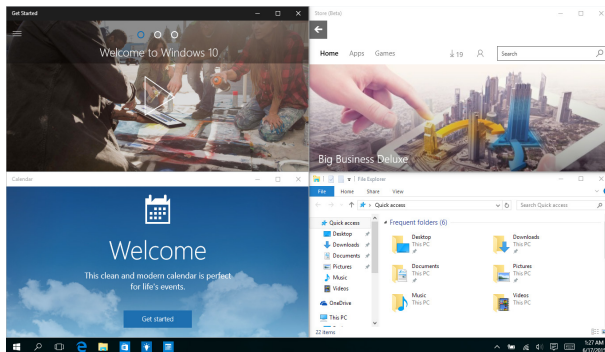 Get Started
Welcome to Windows 10
Store (Beta)
Home Apps Games 19 Search
Big Business Deluxe
Calendar
Welcome
This clean and modern calendar is perfect
for life's events.
Get started
File Explorer
File Home Share View
Quick access Search Quick access
Quick access
Desktop
Downloads
Documents
Pictures
Music
Videos
OneDrive
This PC
Frequent folders (6)
Desktop
This PC
Downloads
This PC
Documents
This PC
Pictures
This PC
Music
This PC
Videos
This PC
22 items
1:27 AM